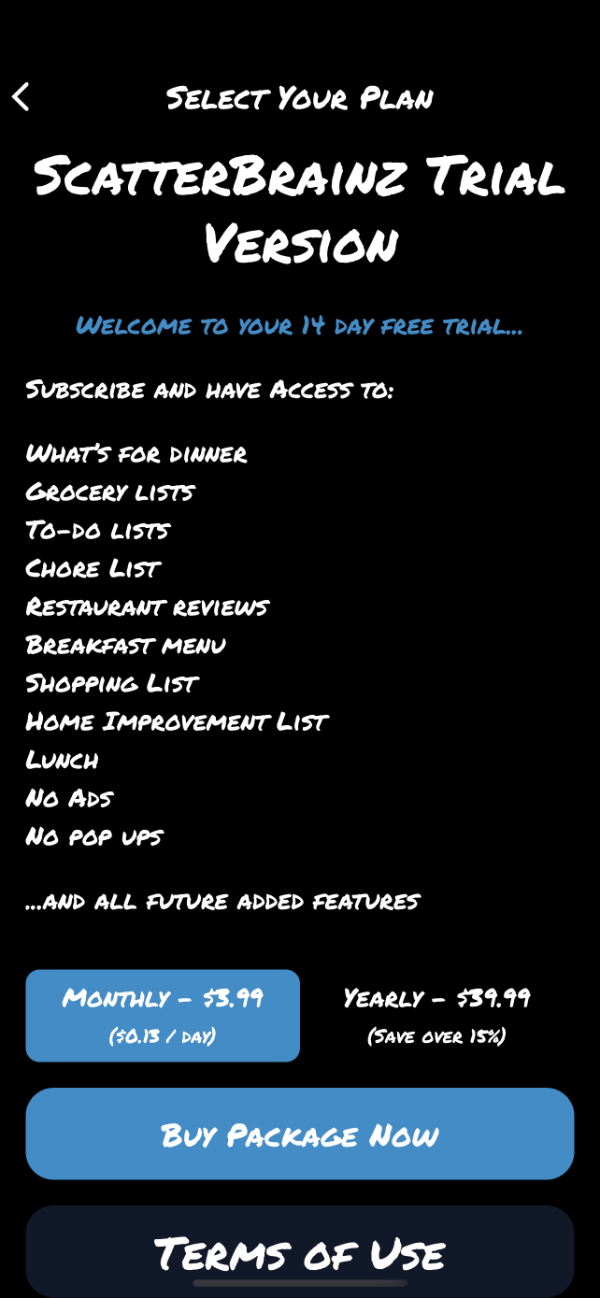 Select Your Plan
ScatterBrainz Trial
Version
Welcome to your 14 day free trial...
Subscribe and have Access to:
What's for dinner
Grocery lists
To-do lists
Chore List
Restaurant reviews
Breakfast menu
Shopping List
Home Improvement List
Lunch
No Ads
No pop ups
...and all future added features
Monthly - $3.99
($0.13 / day)
Yearly - $39.99
(Save over 15%)
Buy Package Now
Terms of Use